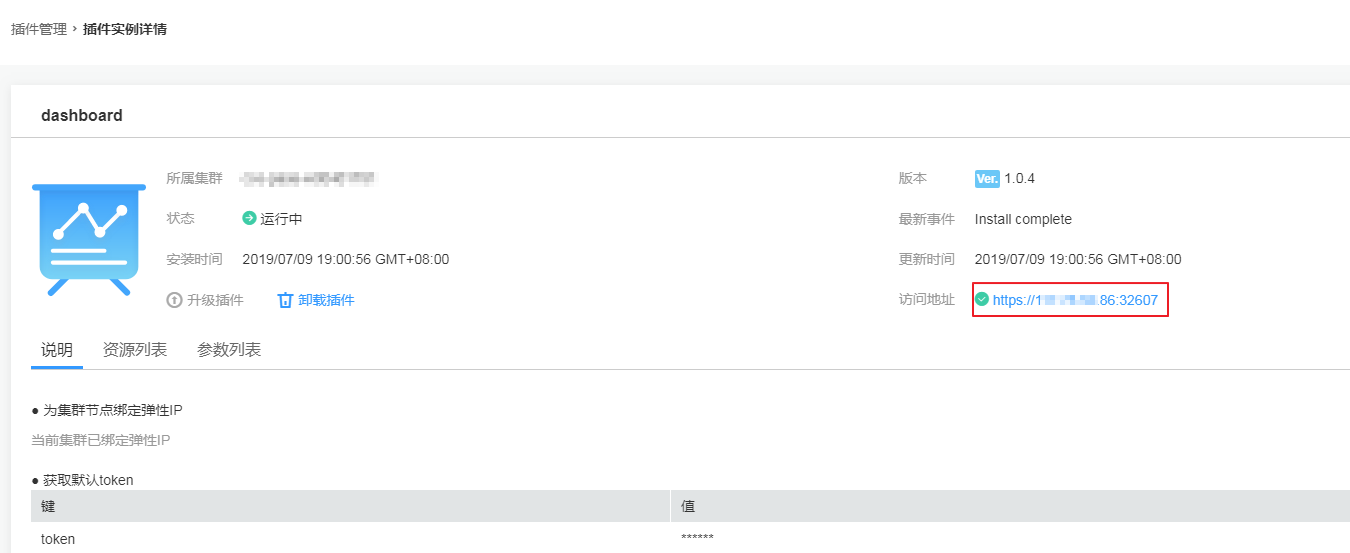 插件管理 › 插件实例详情
dashboard
所属集群
版本 Ver. 1.0.4
状态 运行中
最新事件 Install complete
安装时间 2019/07/09 19:00:56 GMT+08:00
更新时间 2019/07/09 19:00:56 GMT+08:00
升级插件 卸载插件
访问地址 https://1 .86:32607
说明 资源列表 参数列表
● 为集群节点绑定弹性IP
当前集群已绑定弹性IP
● 获取默认token
键 值
token ******